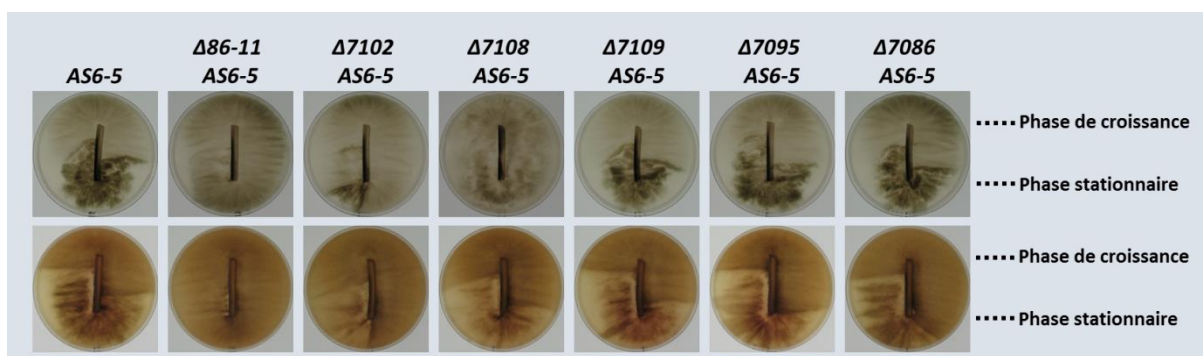 Δ86-11 Δ7102 Δ7108 Δ7109 Δ7095 Δ7086
AS6-5 AS6-5 AS6-5 AS6-5 AS6-5 AS6-5 AS6-5
Phase de croissance
Phase stationnaire
Phase de croissance
Phase stationnaire